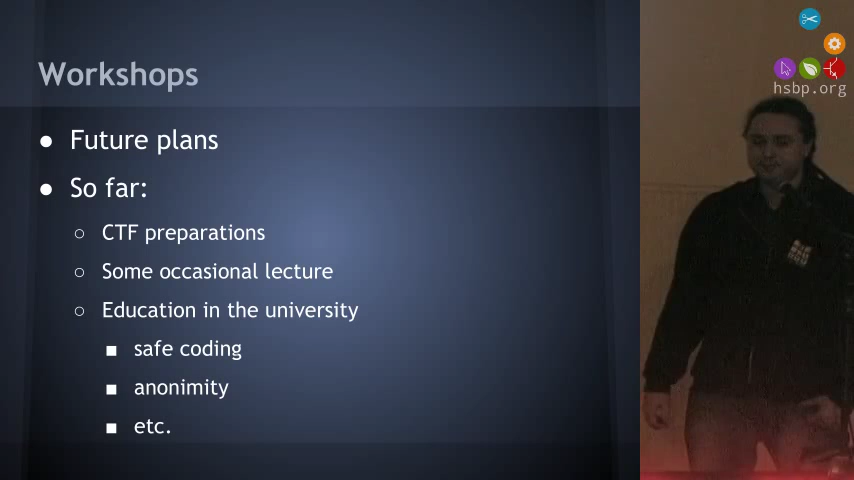 Workshops
● Future plans
● So far:
○ CTF preparations
○ Some occasional lecture
○ Education in the university
■ safe coding
■ anonimity
■ etc.
hsbp.org